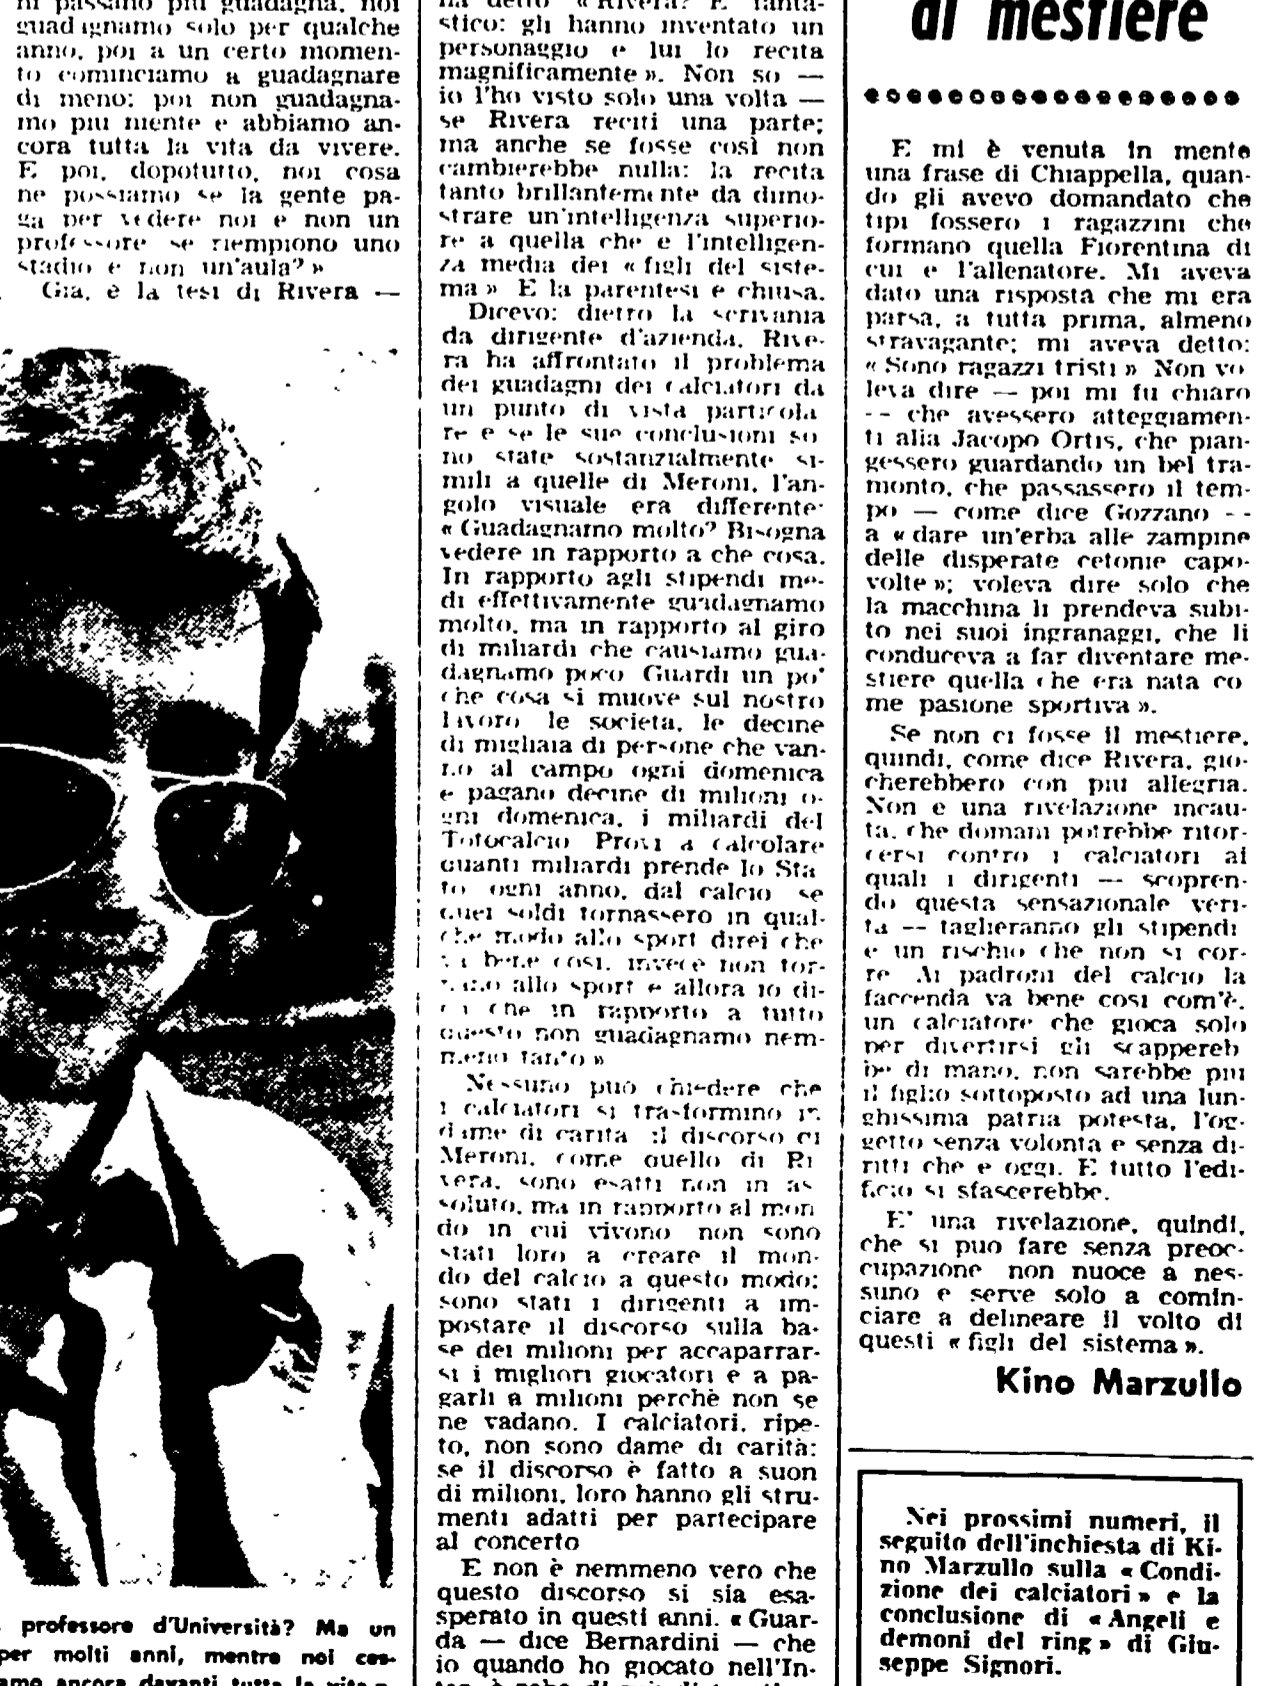 ni passano più guadagna, noi
guadagnamo solo per qualche
anno, poi a un certo momen-
to cominciamo a guadagnare
di meno: poi non guadagna-
mo piu niente e abbiamo an-
cora tutta la vita da vivere.
E poi, dopotutto, noi cosa
ne possiamo se la gente pa-
ga per vedere noi e non un
professore se riempiono uno
stadio e non un'aula? »
Gia, è la tesi di Rivera —
professore d'Università? Ma un
per molti anni, mentre noi ces-
amo ancora davanti tutta la vita
ha detto « Rivera? E' fanta-
stico: gli hanno inventato un
personaggio e lui lo recita
magnificamente ». Non so —
io l'ho visto solo una volta —
se Rivera reciti una parte;
ma anche se fosse così non
cambierebbe nulla: la recita
tanto brillantemente da dimo-
strare un'intelligenza superio-
re a quella che e l'intelligen-
za media dei « figli del siste-
ma » E la parentesi e chiusa.
Dicevo: dietro la scrivania
da dirigente d'azienda, Rive-
ra ha affrontato il problema
dei guadagni dei calciatori da
un punto di vista particola
re e se le sue conclusioni so
no state sostanzialmente si-
mili a quelle di Meroni, l'an-
golo visuale era differente:
« Guadagnamo molto? Bisogna
vedere in rapporto a che cosa.
In rapporto agli stipendi me-
di effettivamente guadagnamo
molto, ma in rapporto al giro
di miliardi che causiamo gua-
dagnamo poco Guardi un po'
che cosa si muove sul nostro
lavoro le societa, le decine
di migliaia di persone che van-
no al campo ogni domenica
e pagano decine di milioni o-
gni domenica, i miliardi del
Totocalcio Provi a calcolare
quanti miliardi prende lo Sta
to ogni anno, dal calcio se
quei soldi tornassero in qual-
che modo allo sport direi che
va bene cosi, invece non tor-
nano allo sport e allora io di-
co che in rapporto a tutto
questo non guadagnamo nem-
meno tanto »
Nessuno può chiedere che
i calciatori si trasformino in
dame di carita il discorso di
Meroni, come quello di Ri
vera, sono esatti non in as
soluto, ma in rapporto al mon
do in cui vivono non sono
stati loro a creare il mon-
do del calcio a questo modo:
sono stati i dirigenti a im-
postare il discorso sulla ba-
se dei milioni per accaparrar-
si i migliori giocatori e a pa-
garli a milioni perchè non se
ne vadano. I calciatori, ripe-
to, non sono dame di carità:
se il discorso è fatto a suon
di milioni, loro hanno gli stru-
menti adatti per partecipare
al concerto
E non è nemmeno vero che
questo discorso si sia esa-
sperato in questi anni. « Guar-
da — dice Bernardini — che
io quando ho giocato nell'In-
di mestiere
E mi è venuta in mente
una frase di Chiappella, quan-
do gli avevo domandato che
tipi fossero i ragazzini che
formano quella Fiorentina di
cui e l'allenatore. Mi aveva
dato una risposta che mi era
parsa, a tutta prima, almeno
stravagante; mi aveva detto:
« Sono ragazzi tristi » Non vo
leva dire — poi mi fu chiaro
-- che avessero atteggiamen-
ti alia Jacopo Ortis, che pian-
gessero guardando un bel tra-
monto, che passassero il tem-
po — come dice Gozzano --
a « dare un'erba alle zampine
delle disperate cetonie capo-
volte »; voleva dire solo che
la macchina li prendeva subi-
to nei suoi ingranaggi, che li
conduceva a far diventare me-
stiere quella che era nata co
me pasione sportiva ».
Se non ci fosse il mestiere,
quindi, come dice Rivera, gio-
cherebbero con piu allegria.
Non e una rivelazione incau-
ta, che domani potrebbe ritor-
cersi contro i calciatori ai
quali i dirigenti — scopren-
do questa sensazionale veri-
ta -- taglieranno gli stipendi
e un rischio che non si cor-
re Ai padroni del calcio la
faccenda va bene cosi com'è,
un calciatore che gioca solo
per divertirsi gli scappereb
be di mano, non sarebbe piu
il figlio sottoposto ad una lun-
ghissima patria potesta, l'og-
getto senza volonta e senza di-
ritti che e oggi. E tutto l'edi-
ficio si sfascerebbe.
E' una rivelazione, quindi,
che si puo fare senza preoc-
cupazione non nuoce a nes-
suno e serve solo a comin-
ciare a delineare il volto di
questi « figli del sistema ».
Kino Marzullo
Nei prossimi numeri, il
seguito dell'inchiesta di Ki-
no Marzullo sulla « Condi-
zione dei calciatori » e la
conclusione di « Angeli e
demoni del ring » di Giu-
seppe Signori.